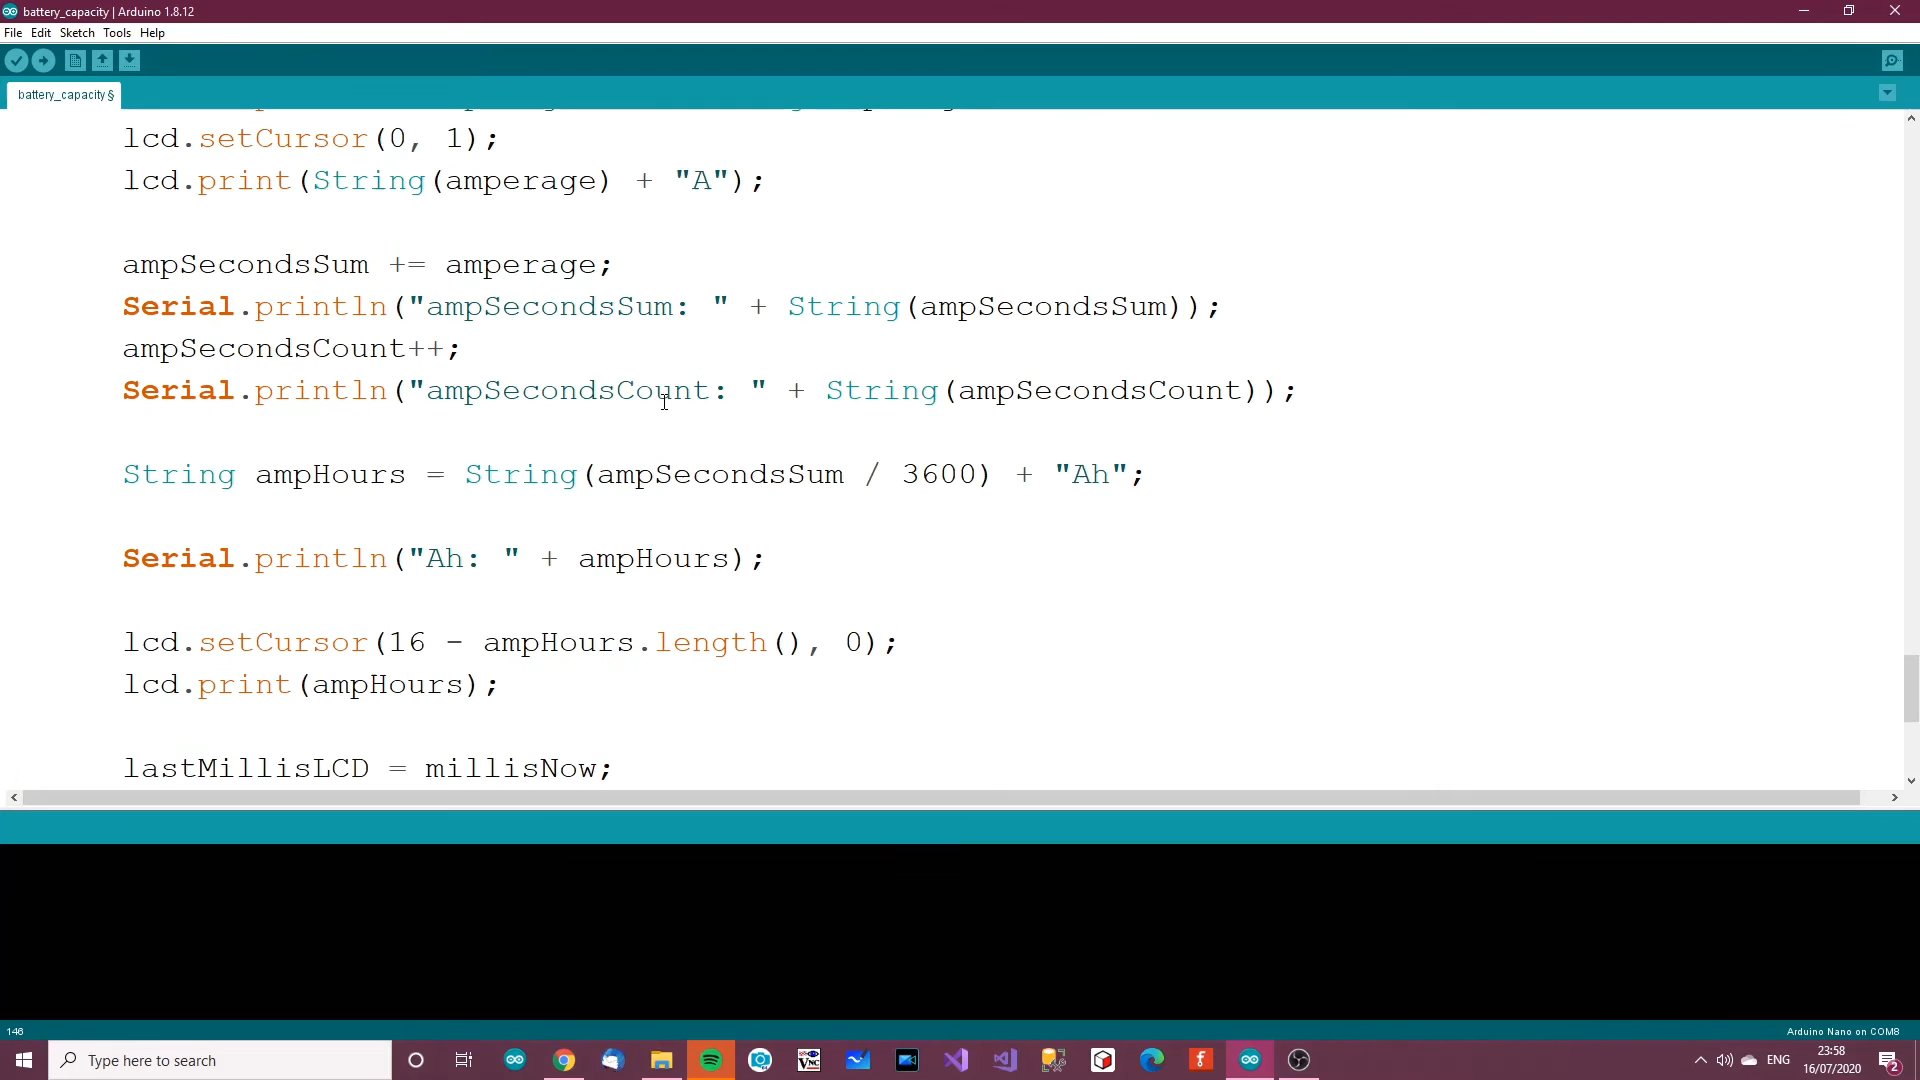 battery_capacity | Arduino 1.8.12
File Edit Sketch Tools Help
battery_capacity §
lcd.setCursor(0, 1);
lcd.print(String(amperage) + "A");
ampSecondsSum += amperage;
Serial.println("ampSecondsSum: " + String(ampSecondsSum));
ampSecondsCount++;
Serial.println("ampSecondsCount: " + String(ampSecondsCount));
String ampHours = String(ampSecondsSum / 3600) + "Ah";
Serial.println("Ah: " + ampHours);
lcd.setCursor(16 - ampHours.length(), 0);
lcd.print(ampHours);
lastMillisLCD = millisNow;
146
Arduino Nano on COM8
Type here to search
ENG
23:58
16/07/2020
2